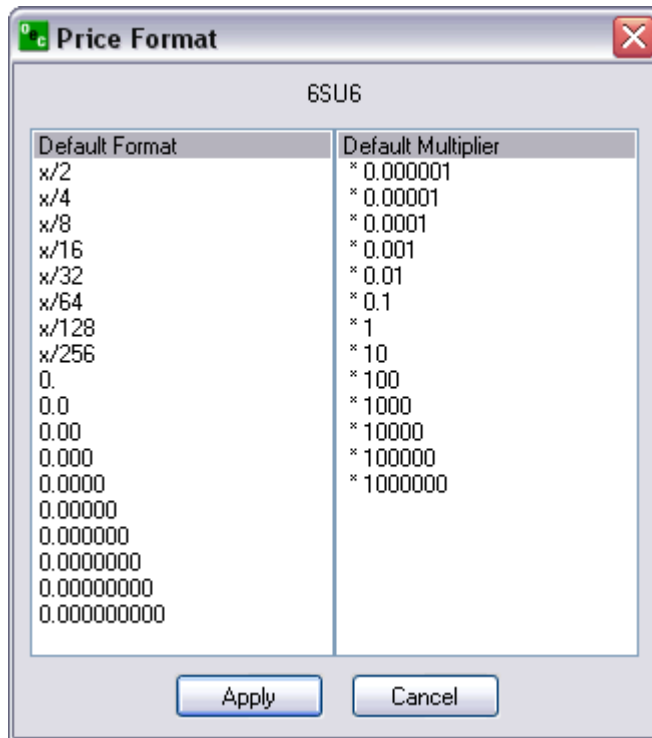 Oec Price Format
6SU6
Default Format
x/2
x/4
x/8
x/16
x/32
x/64
x/128
x/256
0.
0.0
0.00
0.000
0.0000
0.00000
0.000000
0.0000000
0.00000000
0.000000000
Default Multiplier
* 0.000001
* 0.00001
* 0.0001
* 0.001
* 0.01
* 0.1
* 1
* 10
* 100
* 1000
* 10000
* 100000
* 1000000
Apply
Cancel